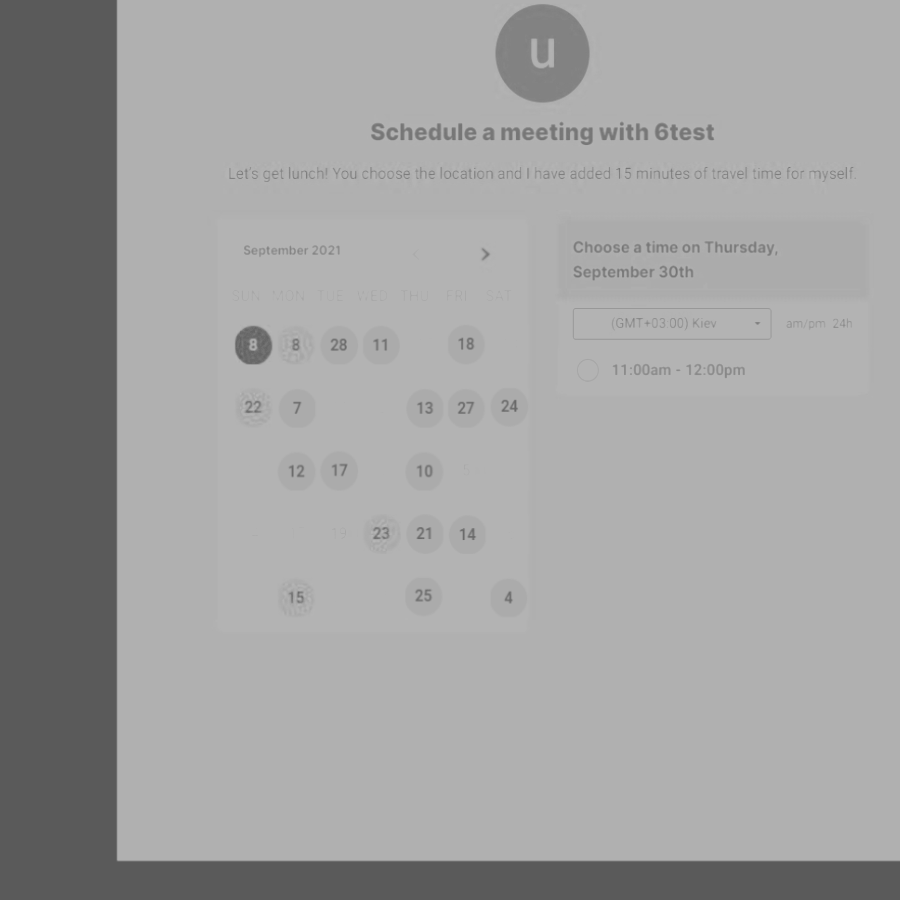 u
Schedule a meeting with 6test
Let's get lunch! You choose the location and I have added 15 minutes of travel time for myself.
September 2021
SUN MON TUE WED THU FRI SAT
8 8 28 11 18
22 7 13 27 24
12 17 10 5
23 21 14
15 25 4
Choose a time on Thursday,
September 30th
(GMT+03:00) Kiev am/pm 24h
11:00am - 12:00pm